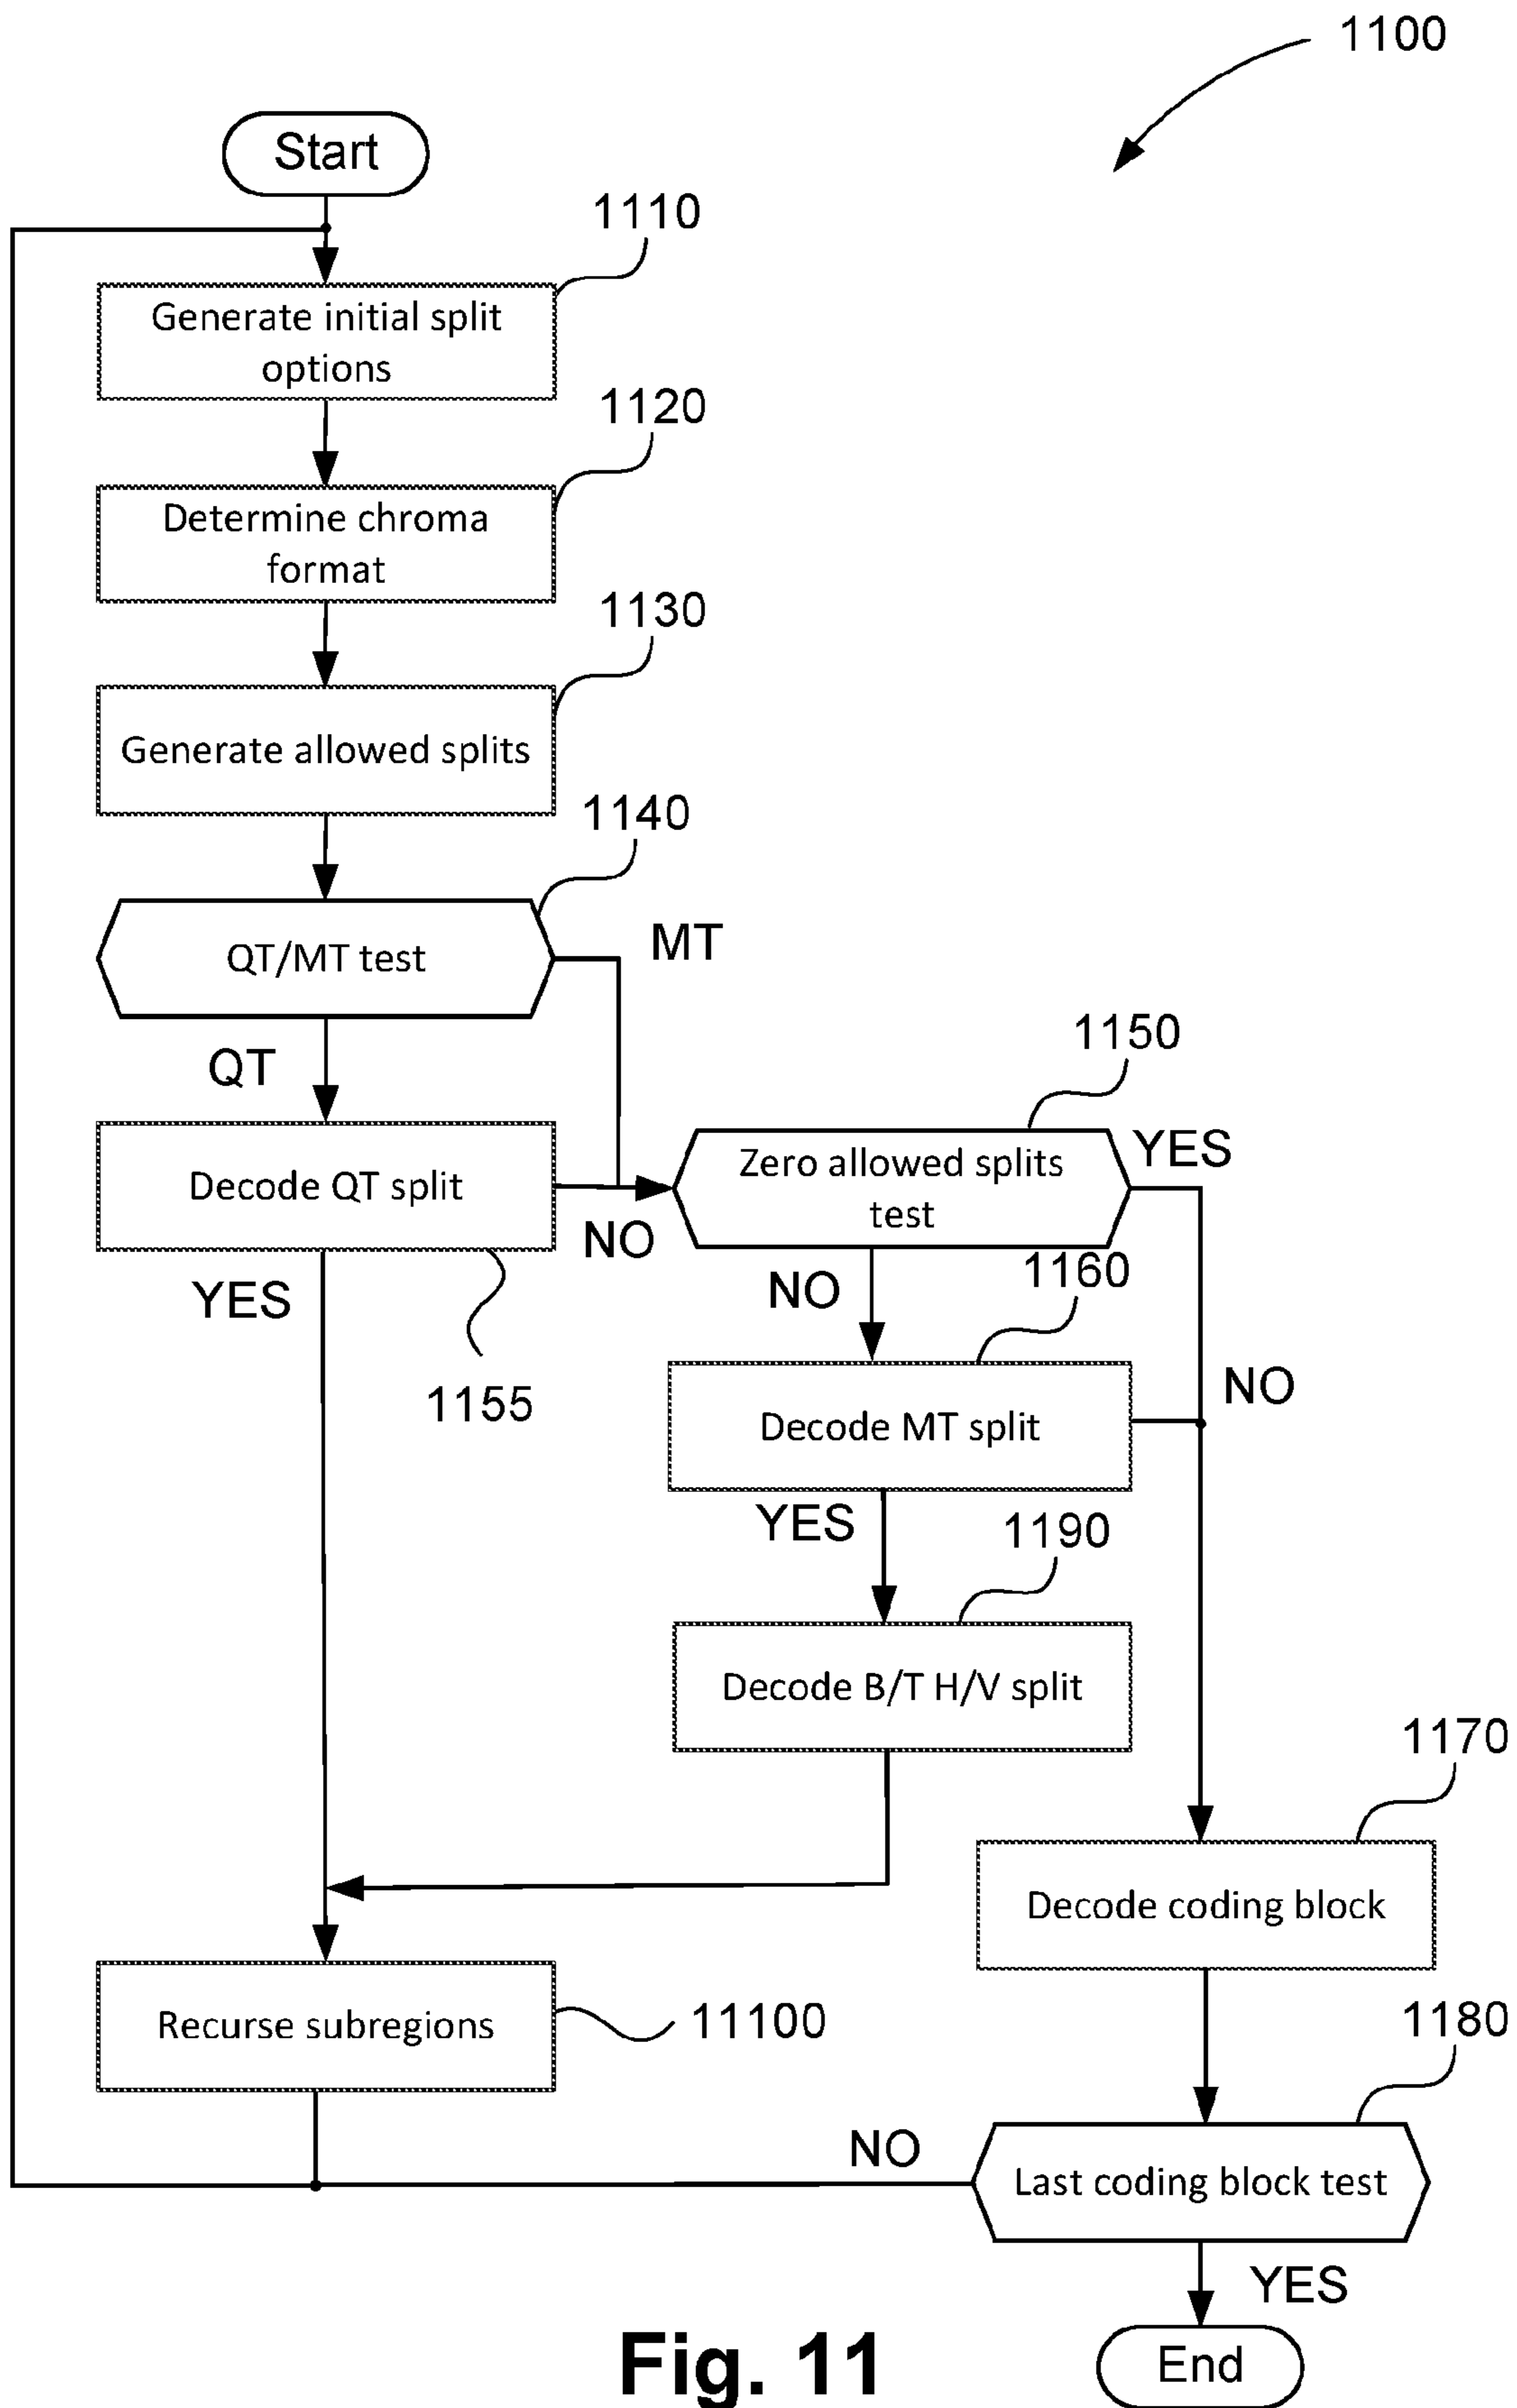 1100
Start
1110
Generate initial split
options
1120
Determine chroma
format
1130
Generate allowed splits
1140
QT/MT test
MT
QT
1150
Zero allowed splits
test
YES
Decode QT split
NO
YES
1155
NO
1160
Decode MT split
NO
YES
1190
Decode B/T H/V split
1170
Decode coding block
Recurse subregions
11100
1180
NO
Last coding block test
YES
End
Fig. 11